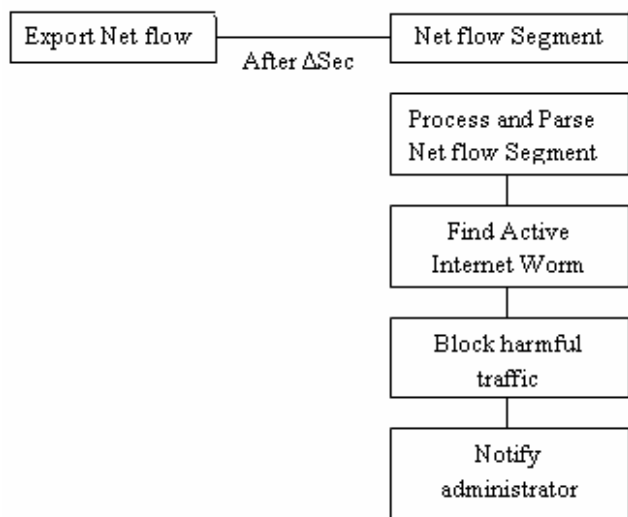 Export Net flow
After ΔSec
Net flow Segment
Process and Parse
Net flow Segment
Find Active
Internet Worm
Block harmful
traffic
Notify
administrator